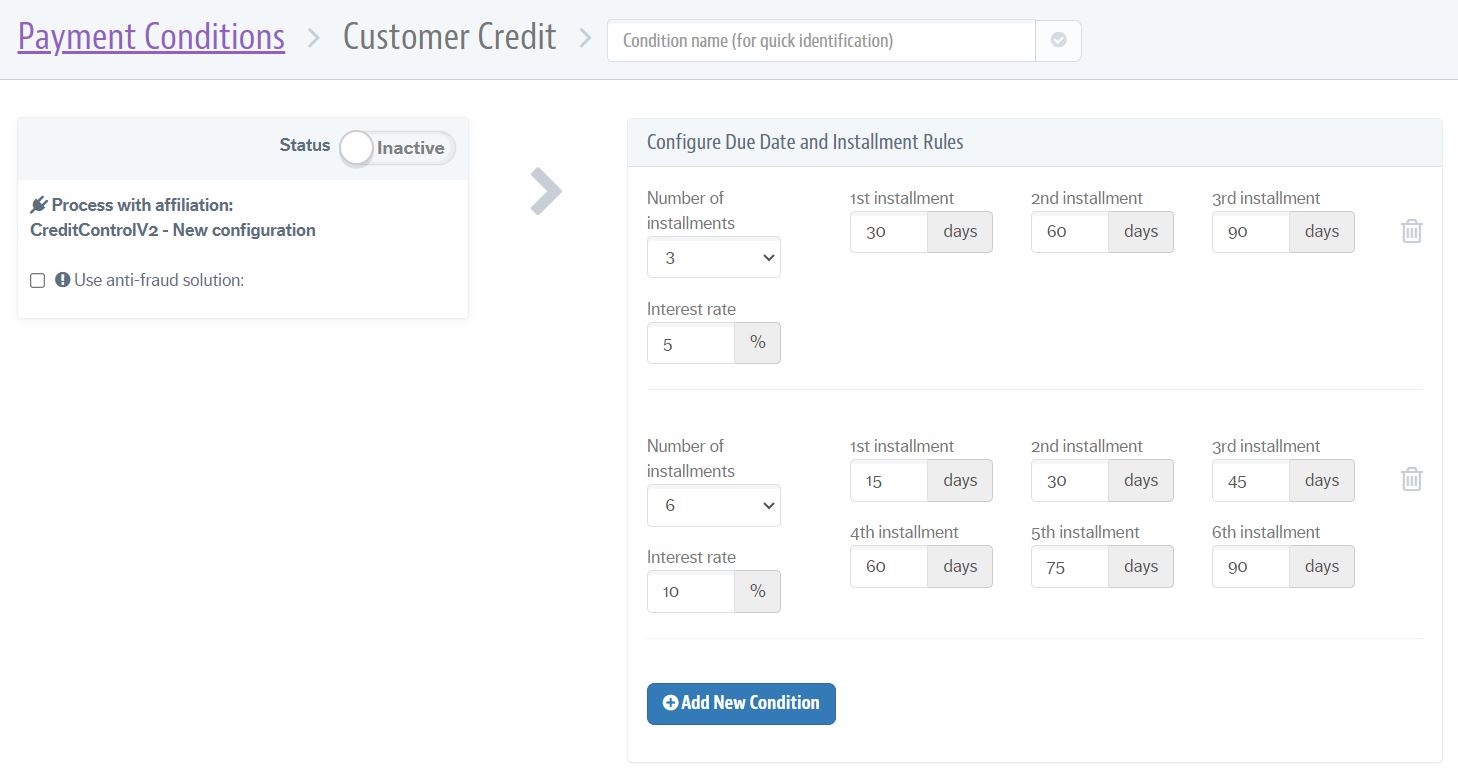 Payment Conditions > Customer Credit > Condition name (for quick identification)
Status Inactive
Process with affiliation:
CreditControlV2 - New configuration
Use anti-fraud solution:
Configure Due Date and Installment Rules
Number of
installments
3
1st installment
30 days
2nd installment
60 days
3rd installment
90 days
Interest rate
5 %
Number of
installments
6
1st installment
15 days
2nd installment
30 days
3rd installment
45 days
4th installment
60 days
5th installment
75 days
6th installment
90 days
Interest rate
10 %
Add New Condition